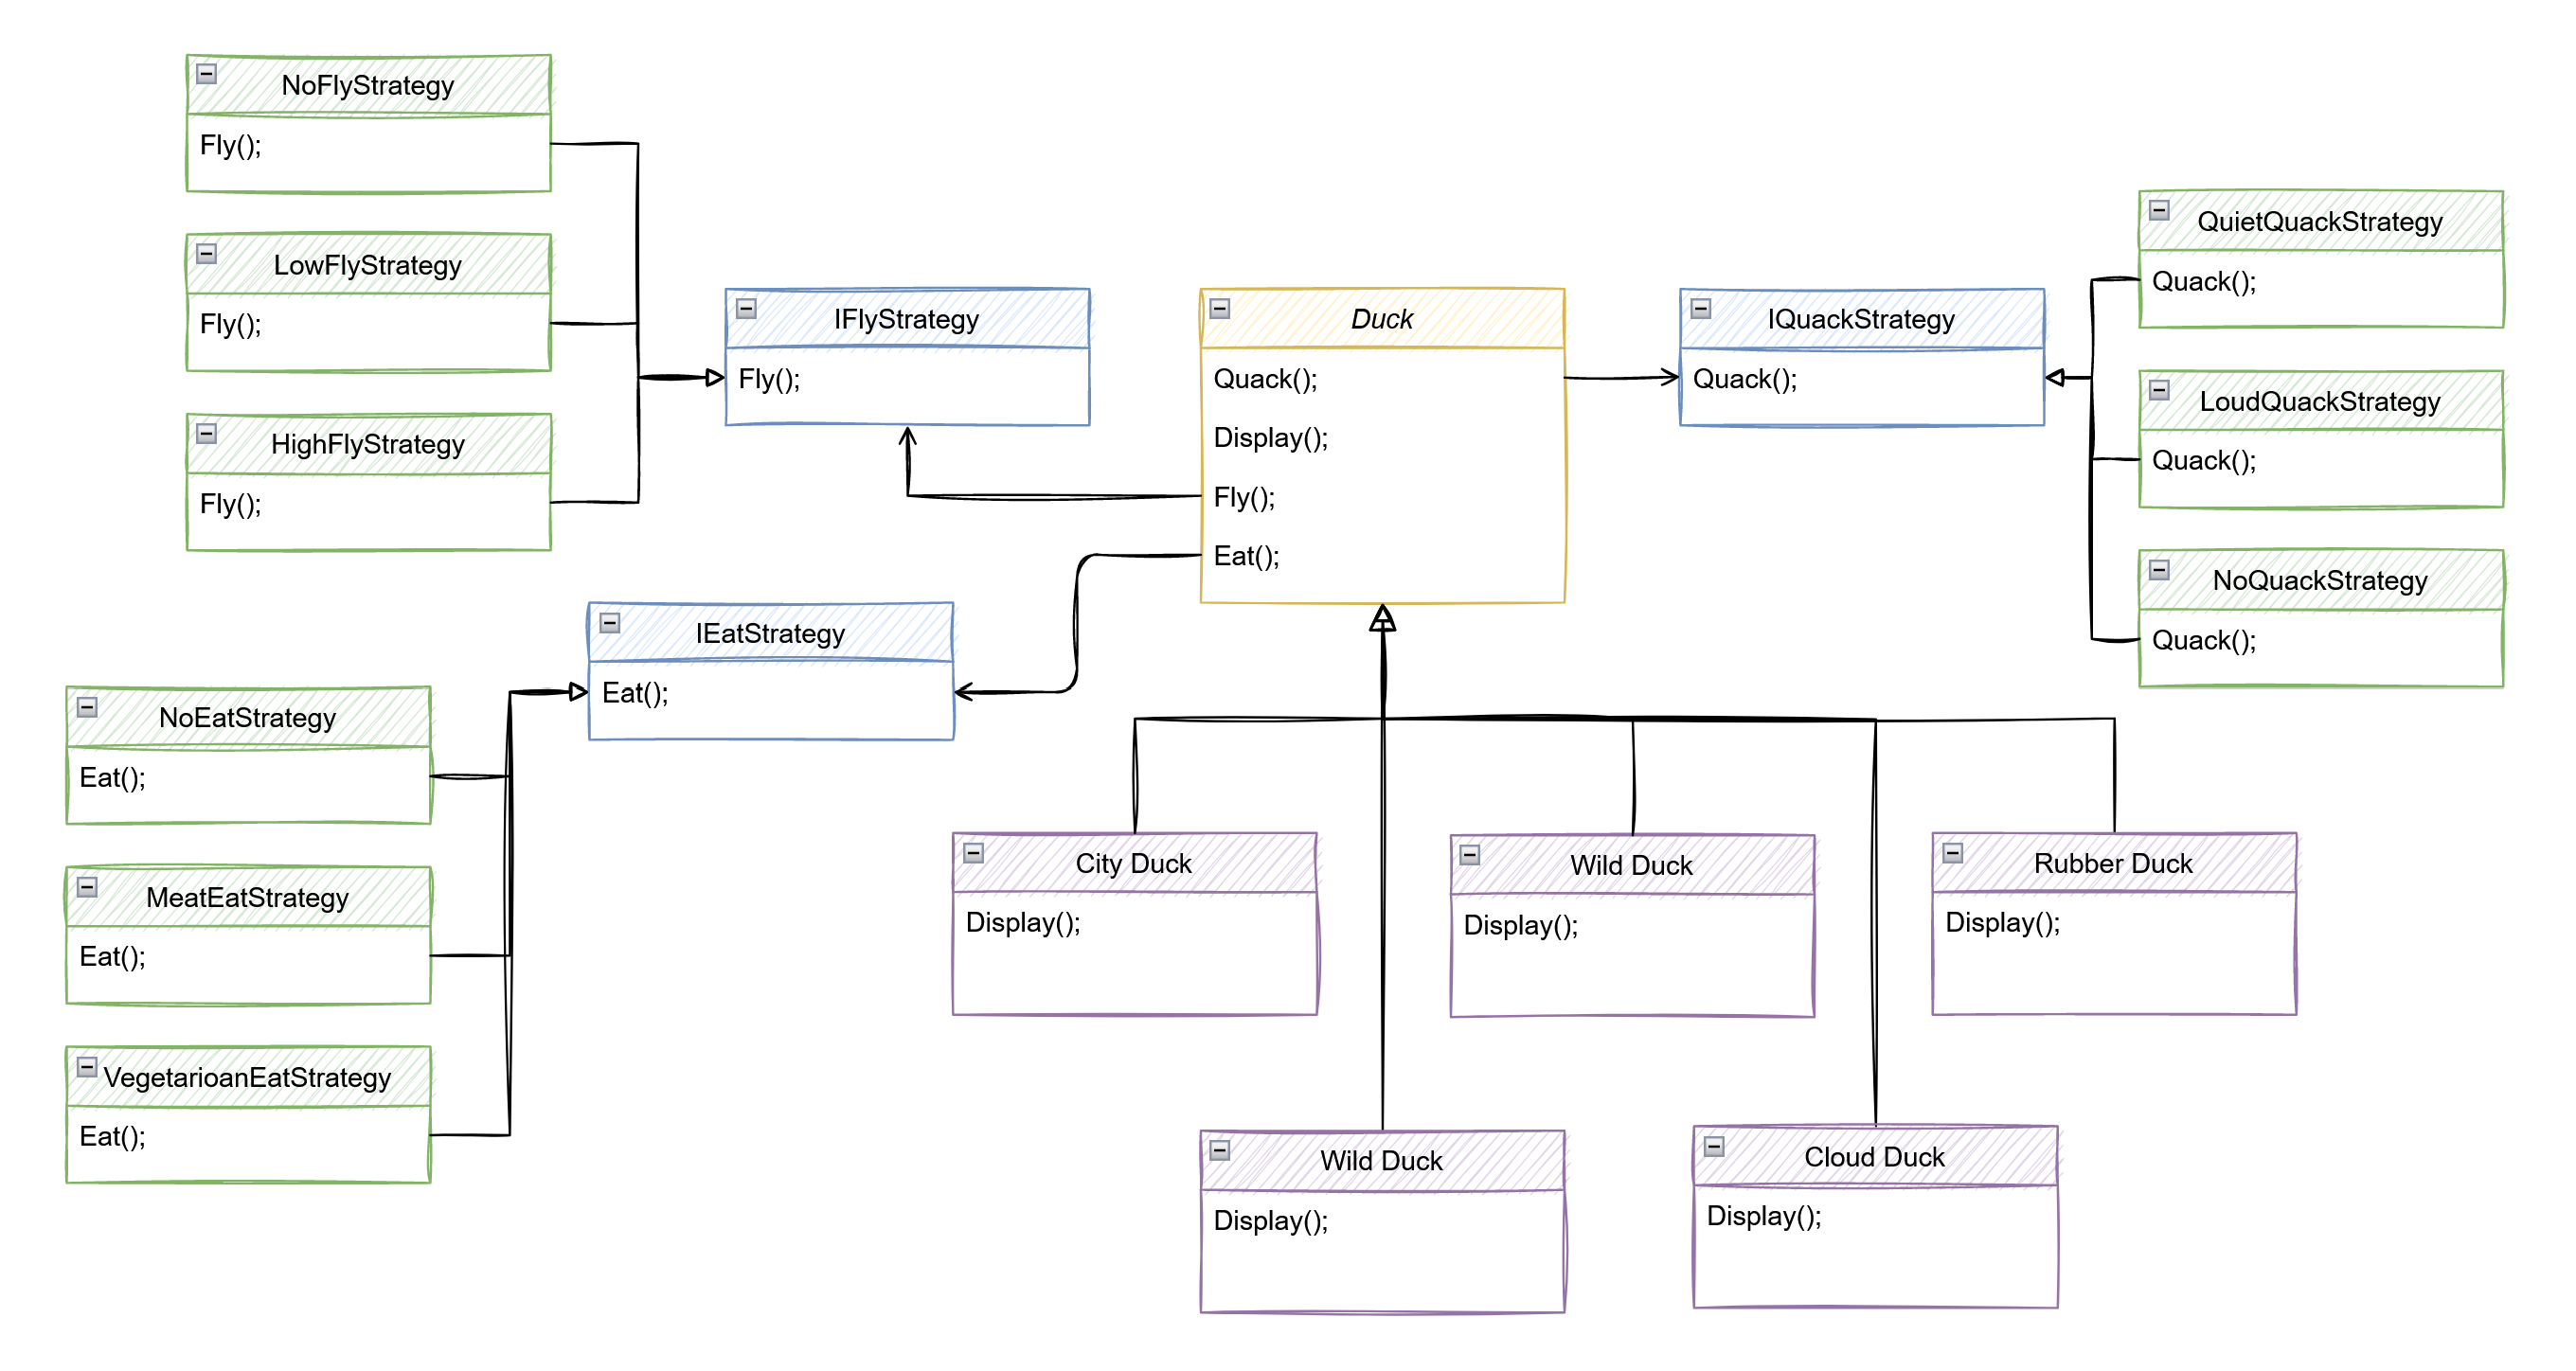 NoFlyStrategy
Fly();
LowFlyStrategy
Fly();
HighFlyStrategy
Fly();
IFlyStrategy
Fly();
Duck
Quack();
Display();
Fly();
Eat();
IQuackStrategy
Quack();
QuietQuackStrategy
Quack();
LoudQuackStrategy
Quack();
NoQuackStrategy
Quack();
IEatStrategy
Eat();
NoEatStrategy
Eat();
MeatEatStrategy
Eat();
VegetarioanEatStrategy
Eat();
City Duck
Display();
Wild Duck
Display();
Rubber Duck
Display();
Wild Duck
Display();
Cloud Duck
Display();